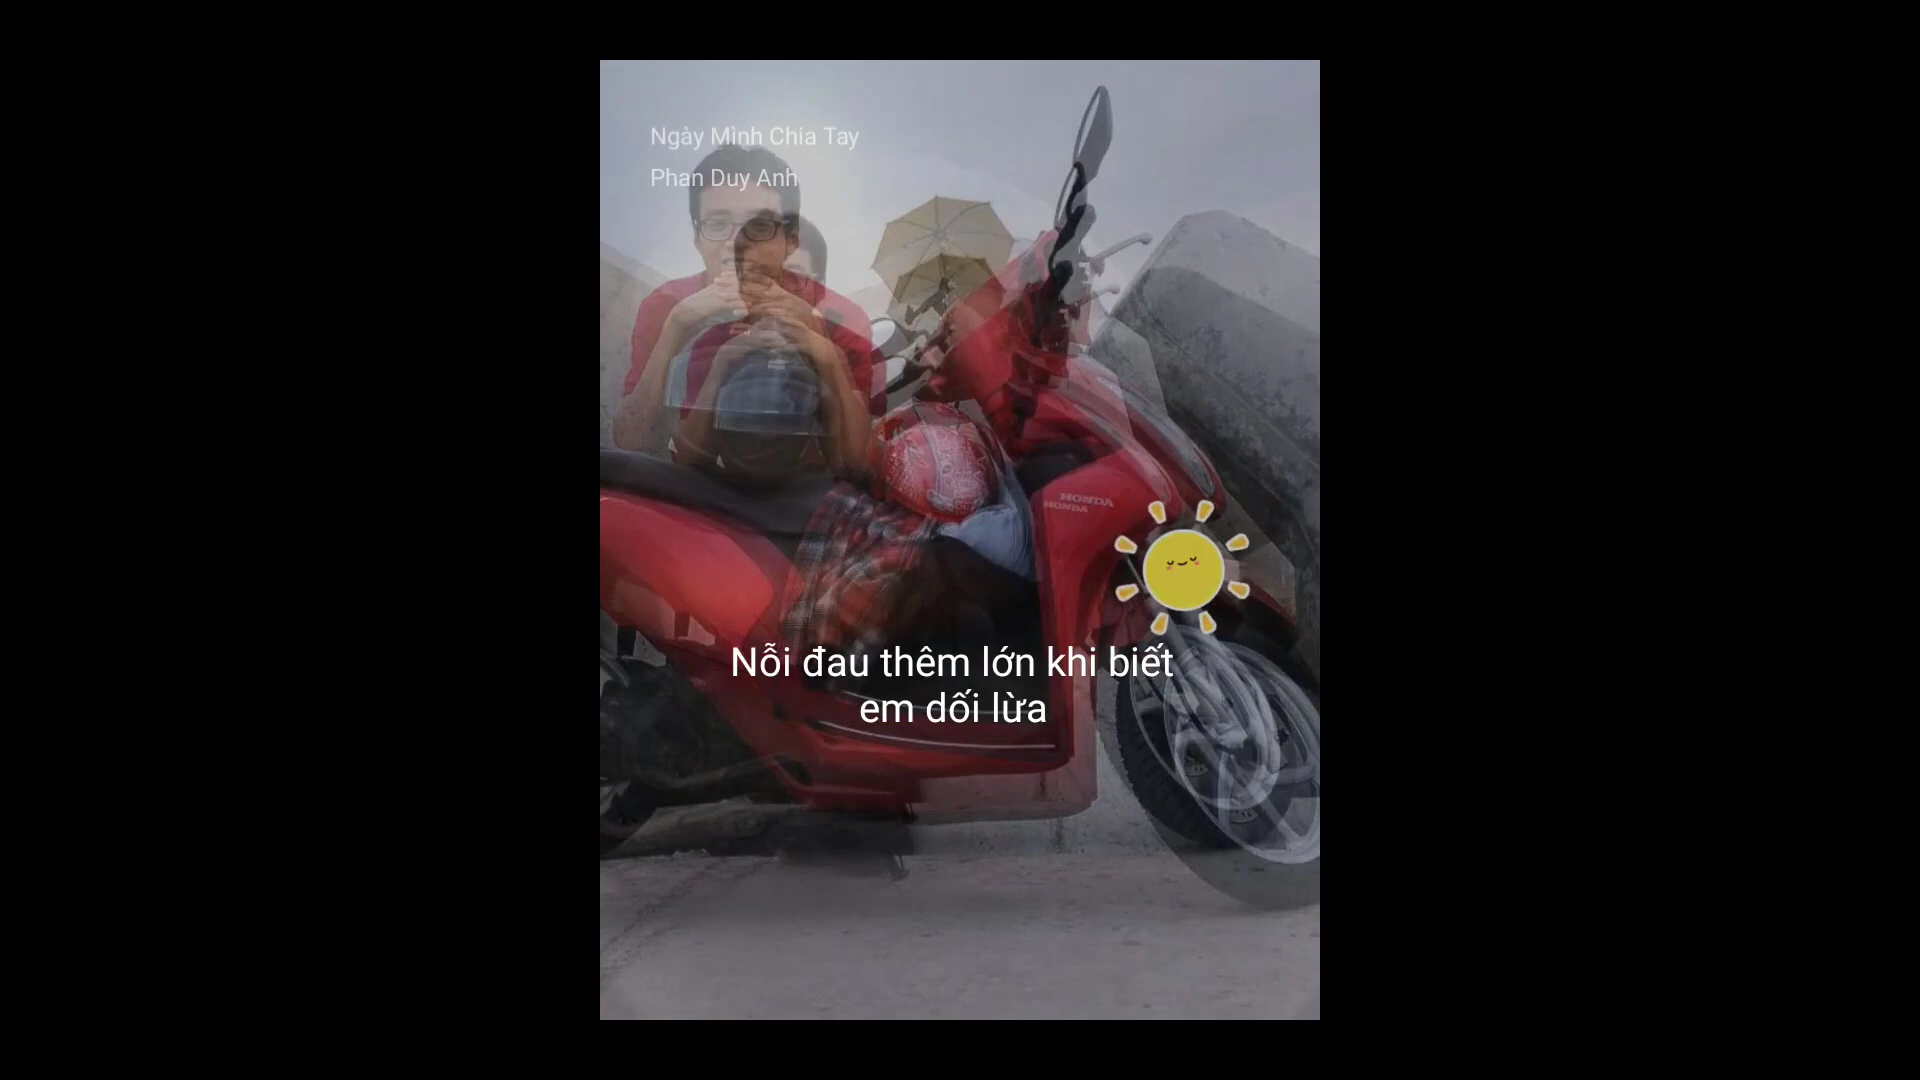 Ngày Mình Chia Tay
Phan Duy Anh
HONDA
HONDA
Nỗi đau thêm lớn khi biết
em dối lừa